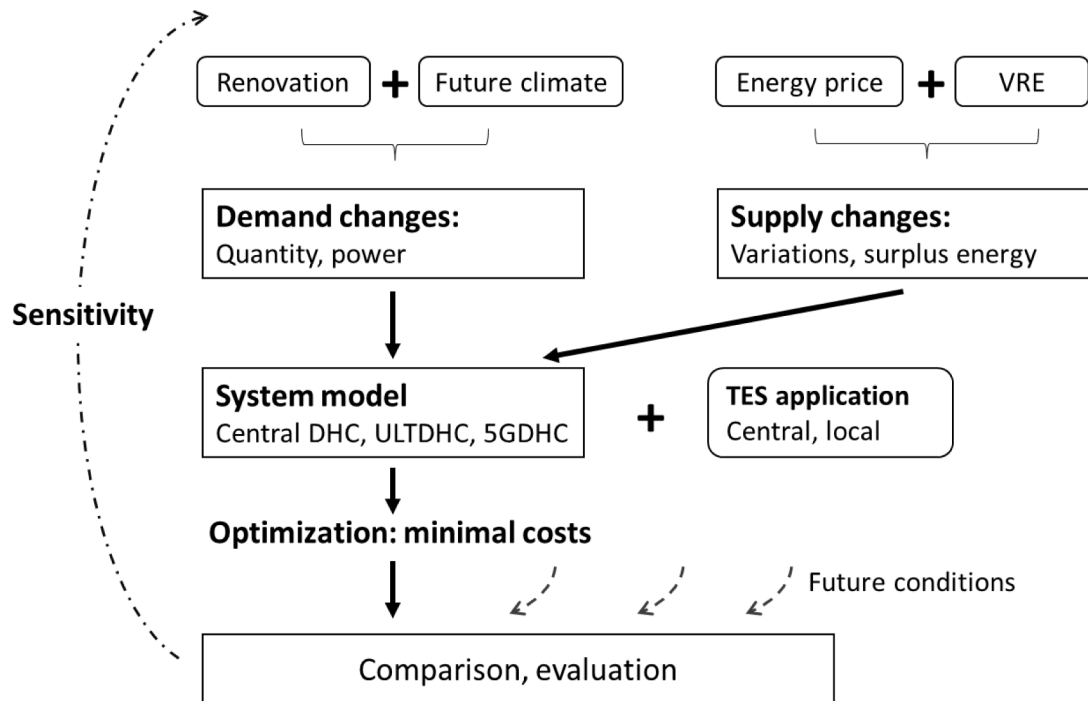 Renovation + Future climate
Energy price + VRE
Demand changes:
Quantity, power
Supply changes:
Variations, surplus energy
Sensitivity
System model
Central DHC, ULTDHC, 5GDHC
+
TES application
Central, local
Optimization: minimal costs
Future conditions
Comparison, evaluation